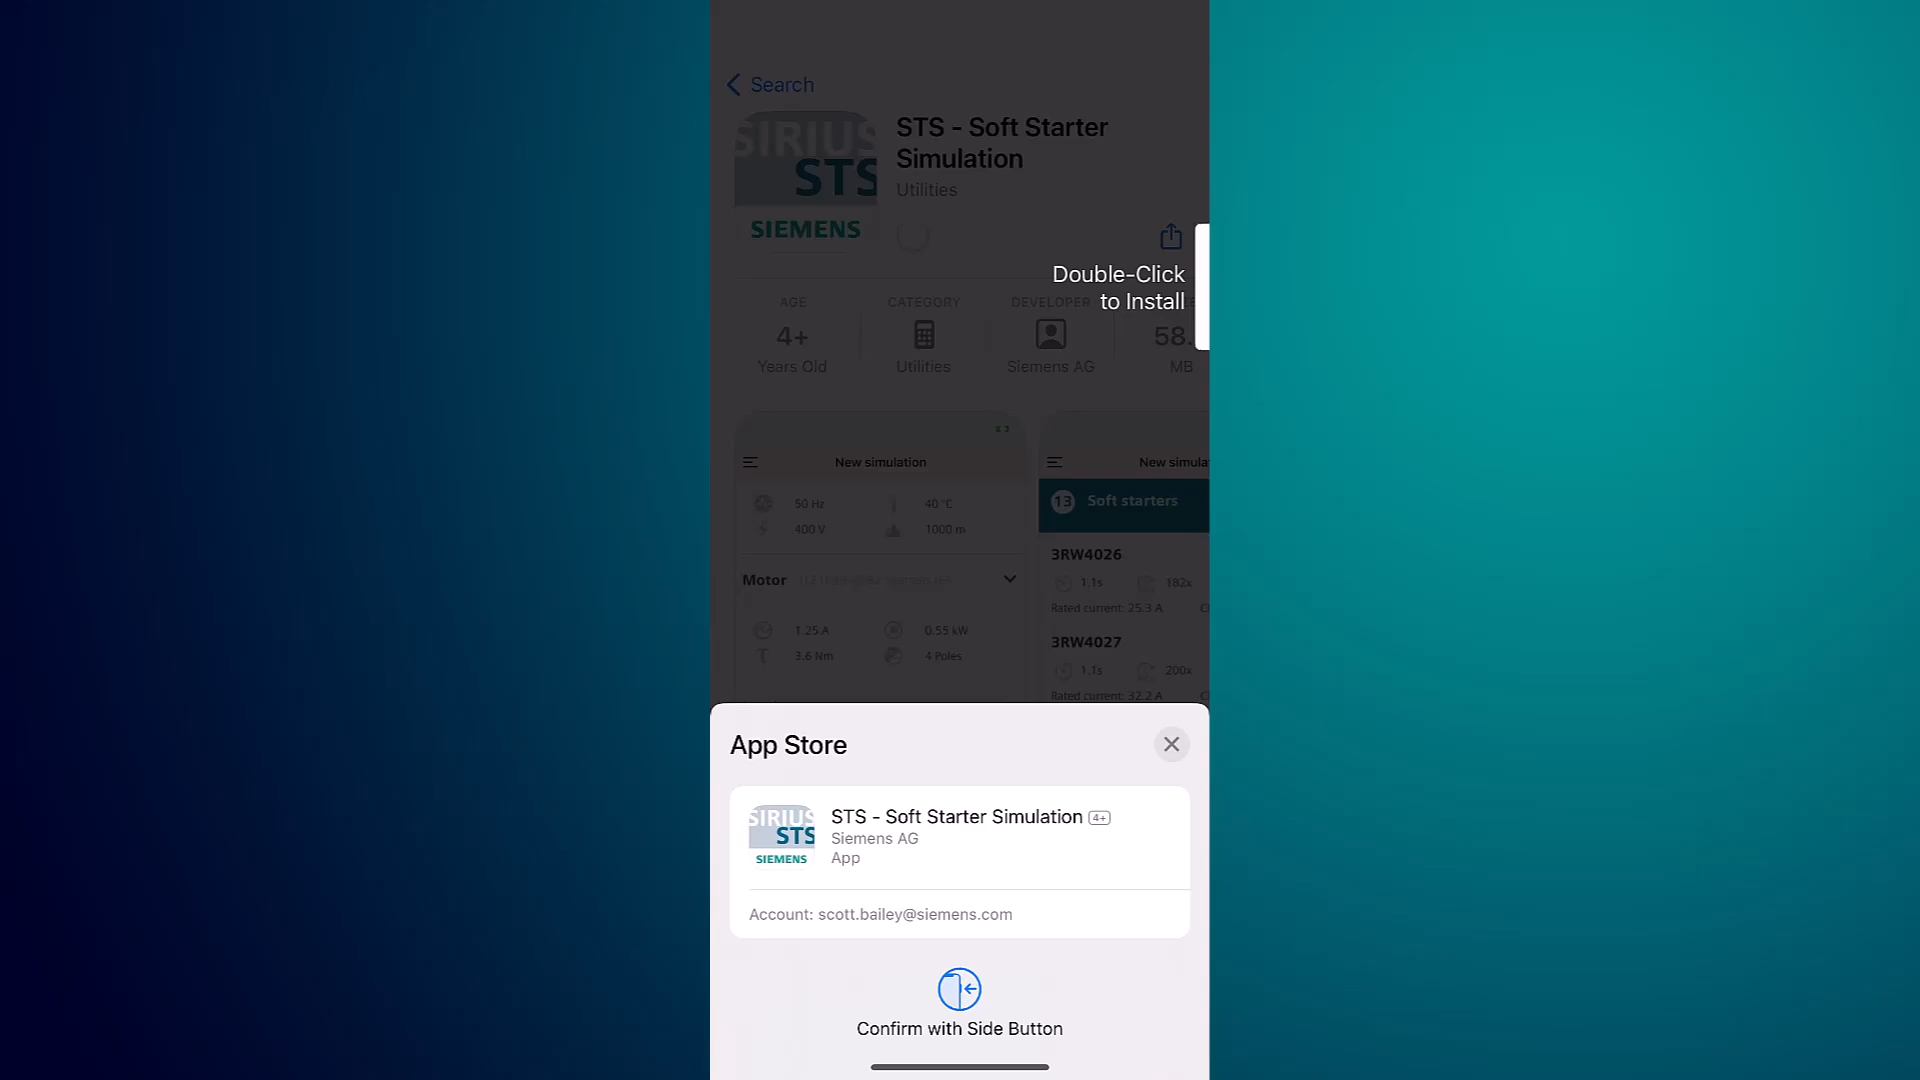 Search
SIRIUS
STS
SIEMENS
STS - Soft Starter
Simulation
Utilities
Double-Click
to Install
AGE
CATEGORY
DEVELOPER
4+
58.
Years Old
Utilities
Siemens AG
MB
New simulation
50 Hz
40 °C
400 V
1000 m
Motor
1.25 A
0.55 kW
3.6 Nm
4 Poles
New simula
13 Soft starters
3RW4026
1.1s
182x
Rated current: 25.3 A
3RW4027
1.1s
200x
Rated current: 32.2 A
App Store
SIRIUS
STS
SIEMENS
STS - Soft Starter Simulation 4+
Siemens AG
App
Account: scott.bailey@siemens.com
Confirm with Side Button